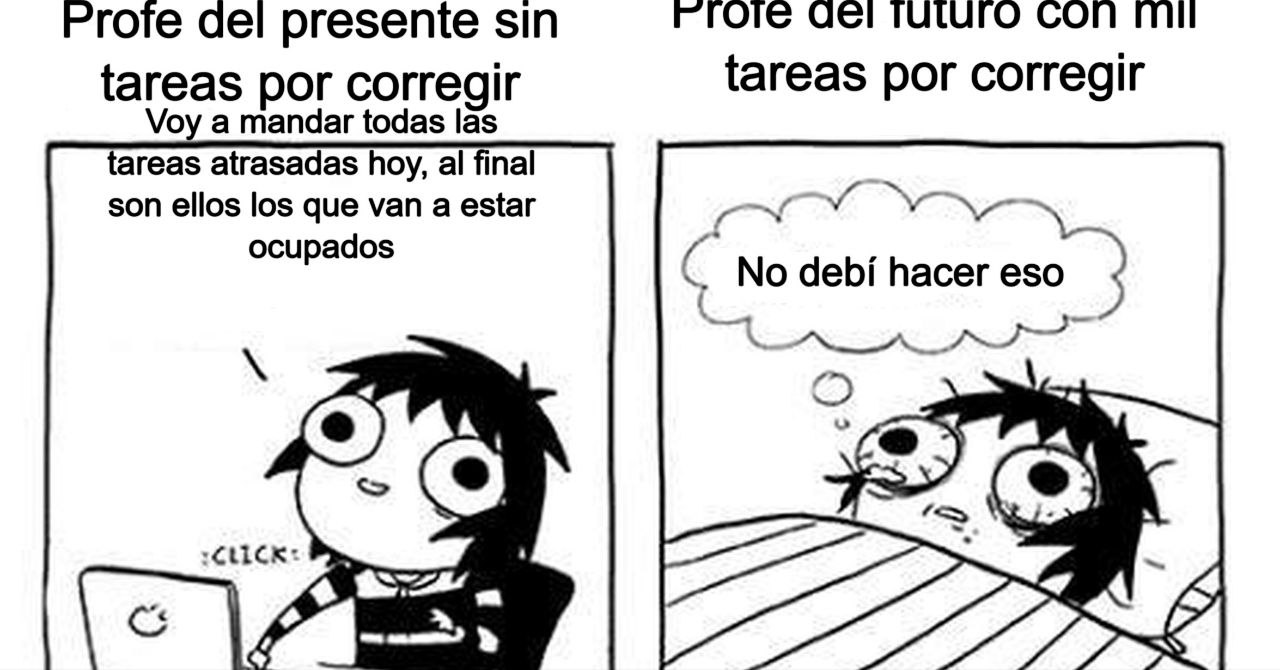 Profe del presente sin
tareas por corregir
Voy a mandar todas las
tareas atrasadas hoy, al final
son ellos los que van a estar
ocupados
:CLICK:
Profe del futuro con mil
tareas por corregir
No debí hacer eso